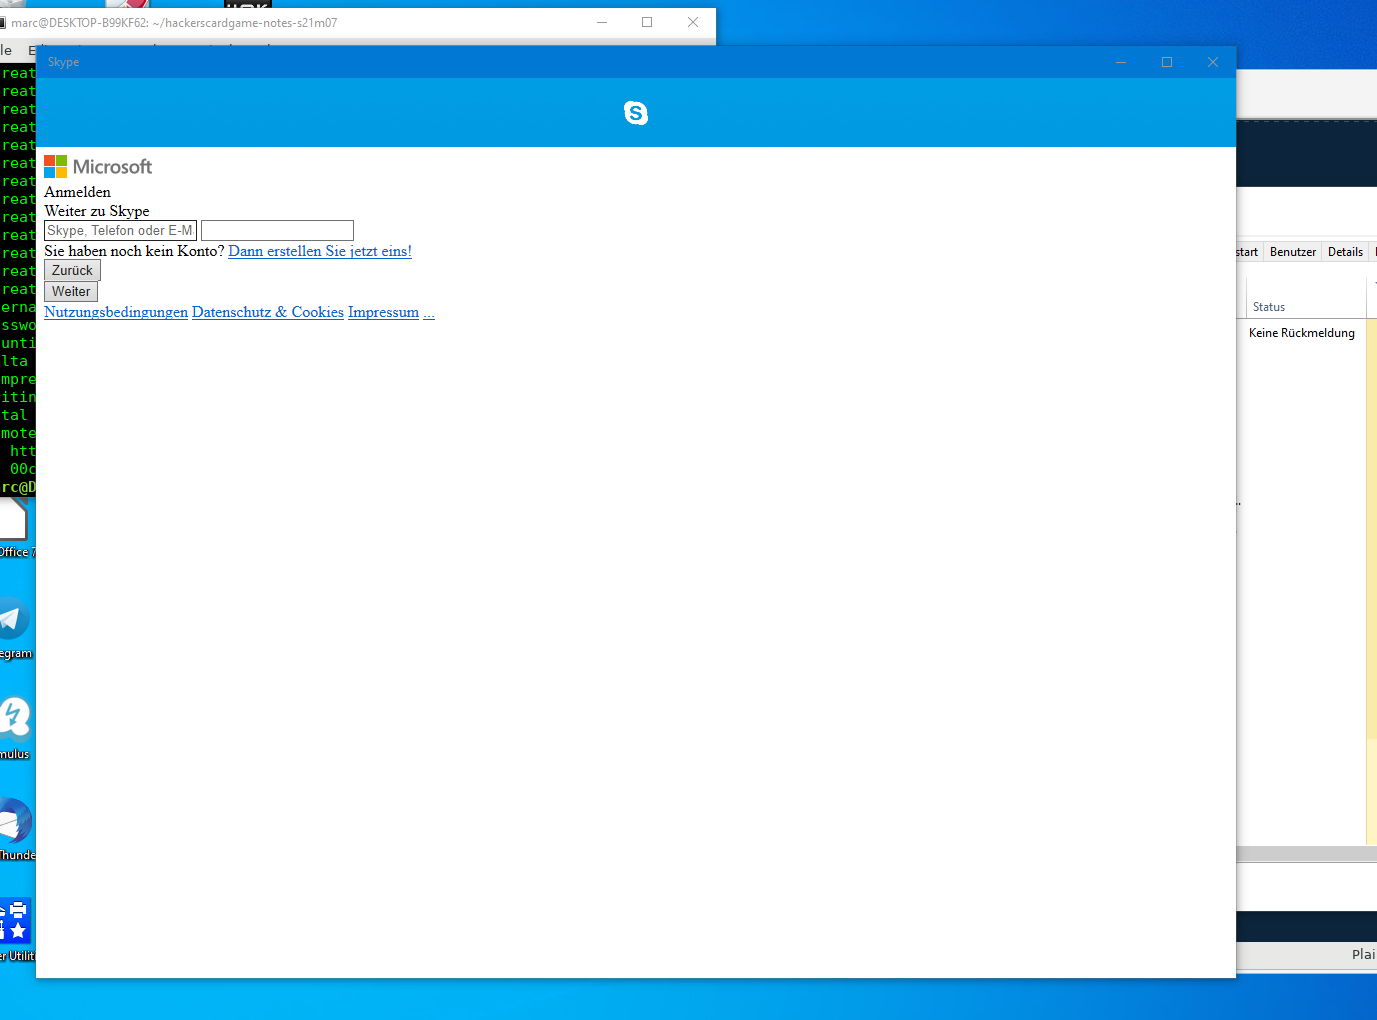 marc@DESKTOP-B99KF62: ~/hackerscardgame-notes-s21m07
le E
Skype
reat
reat
reat
reat
reat
reat
reat
reat
reat
reat
reat
reat
reat
erna
sswo
unti
lta
mpre
itin
tal
mote
htt
00c
rc@D
Microsoft
Anmelden
Weiter zu Skype
Skype, Telefon oder E-M
Sie haben noch kein Konto? Dann erstellen Sie jetzt eins!
Zurück
Weiter
Nutzungsbedingungen Datenschutz & Cookies Impressum ...
start Benutzer Details
Status
Keine Rückmeldung
Office 7
egram
mulus
Thunde
er Utiliti
Plai